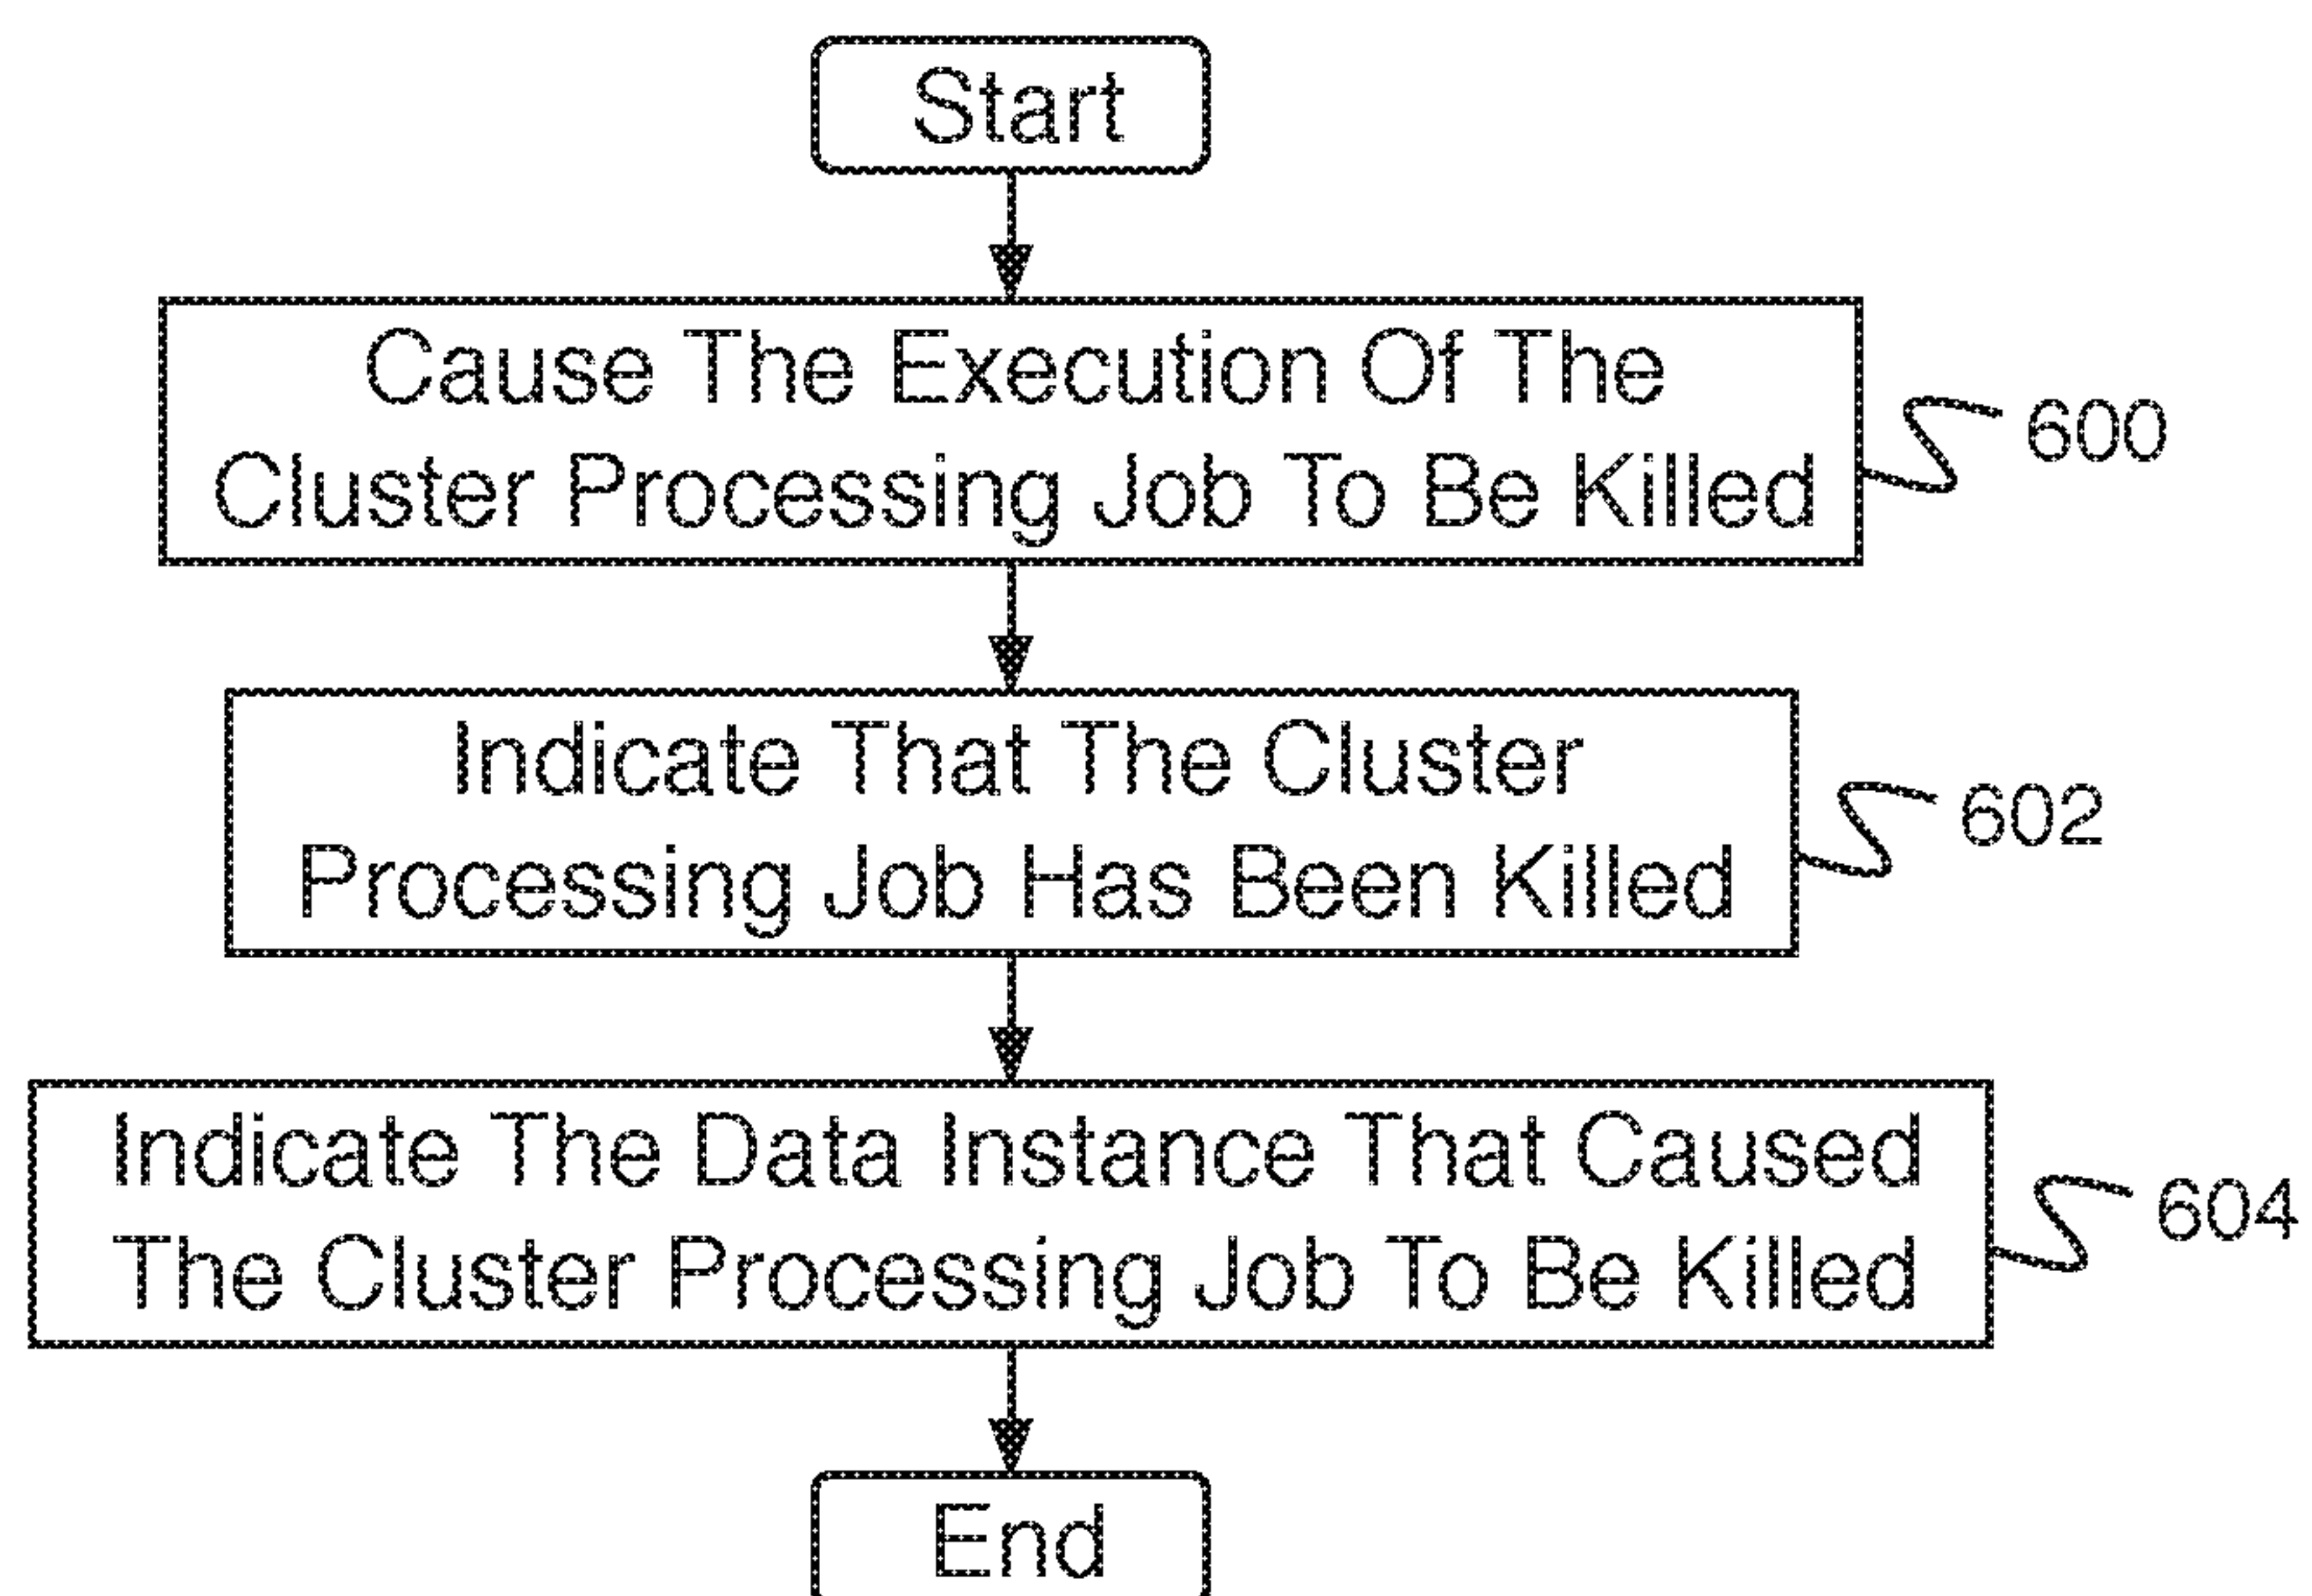 Start
Cause The Execution Of The
Cluster Processing Job To Be Killed
600
Indicate That The Cluster
Processing Job Has Been Killed
602
Indicate The Data Instance That Caused
The Cluster Processing Job To Be Killed
604
End